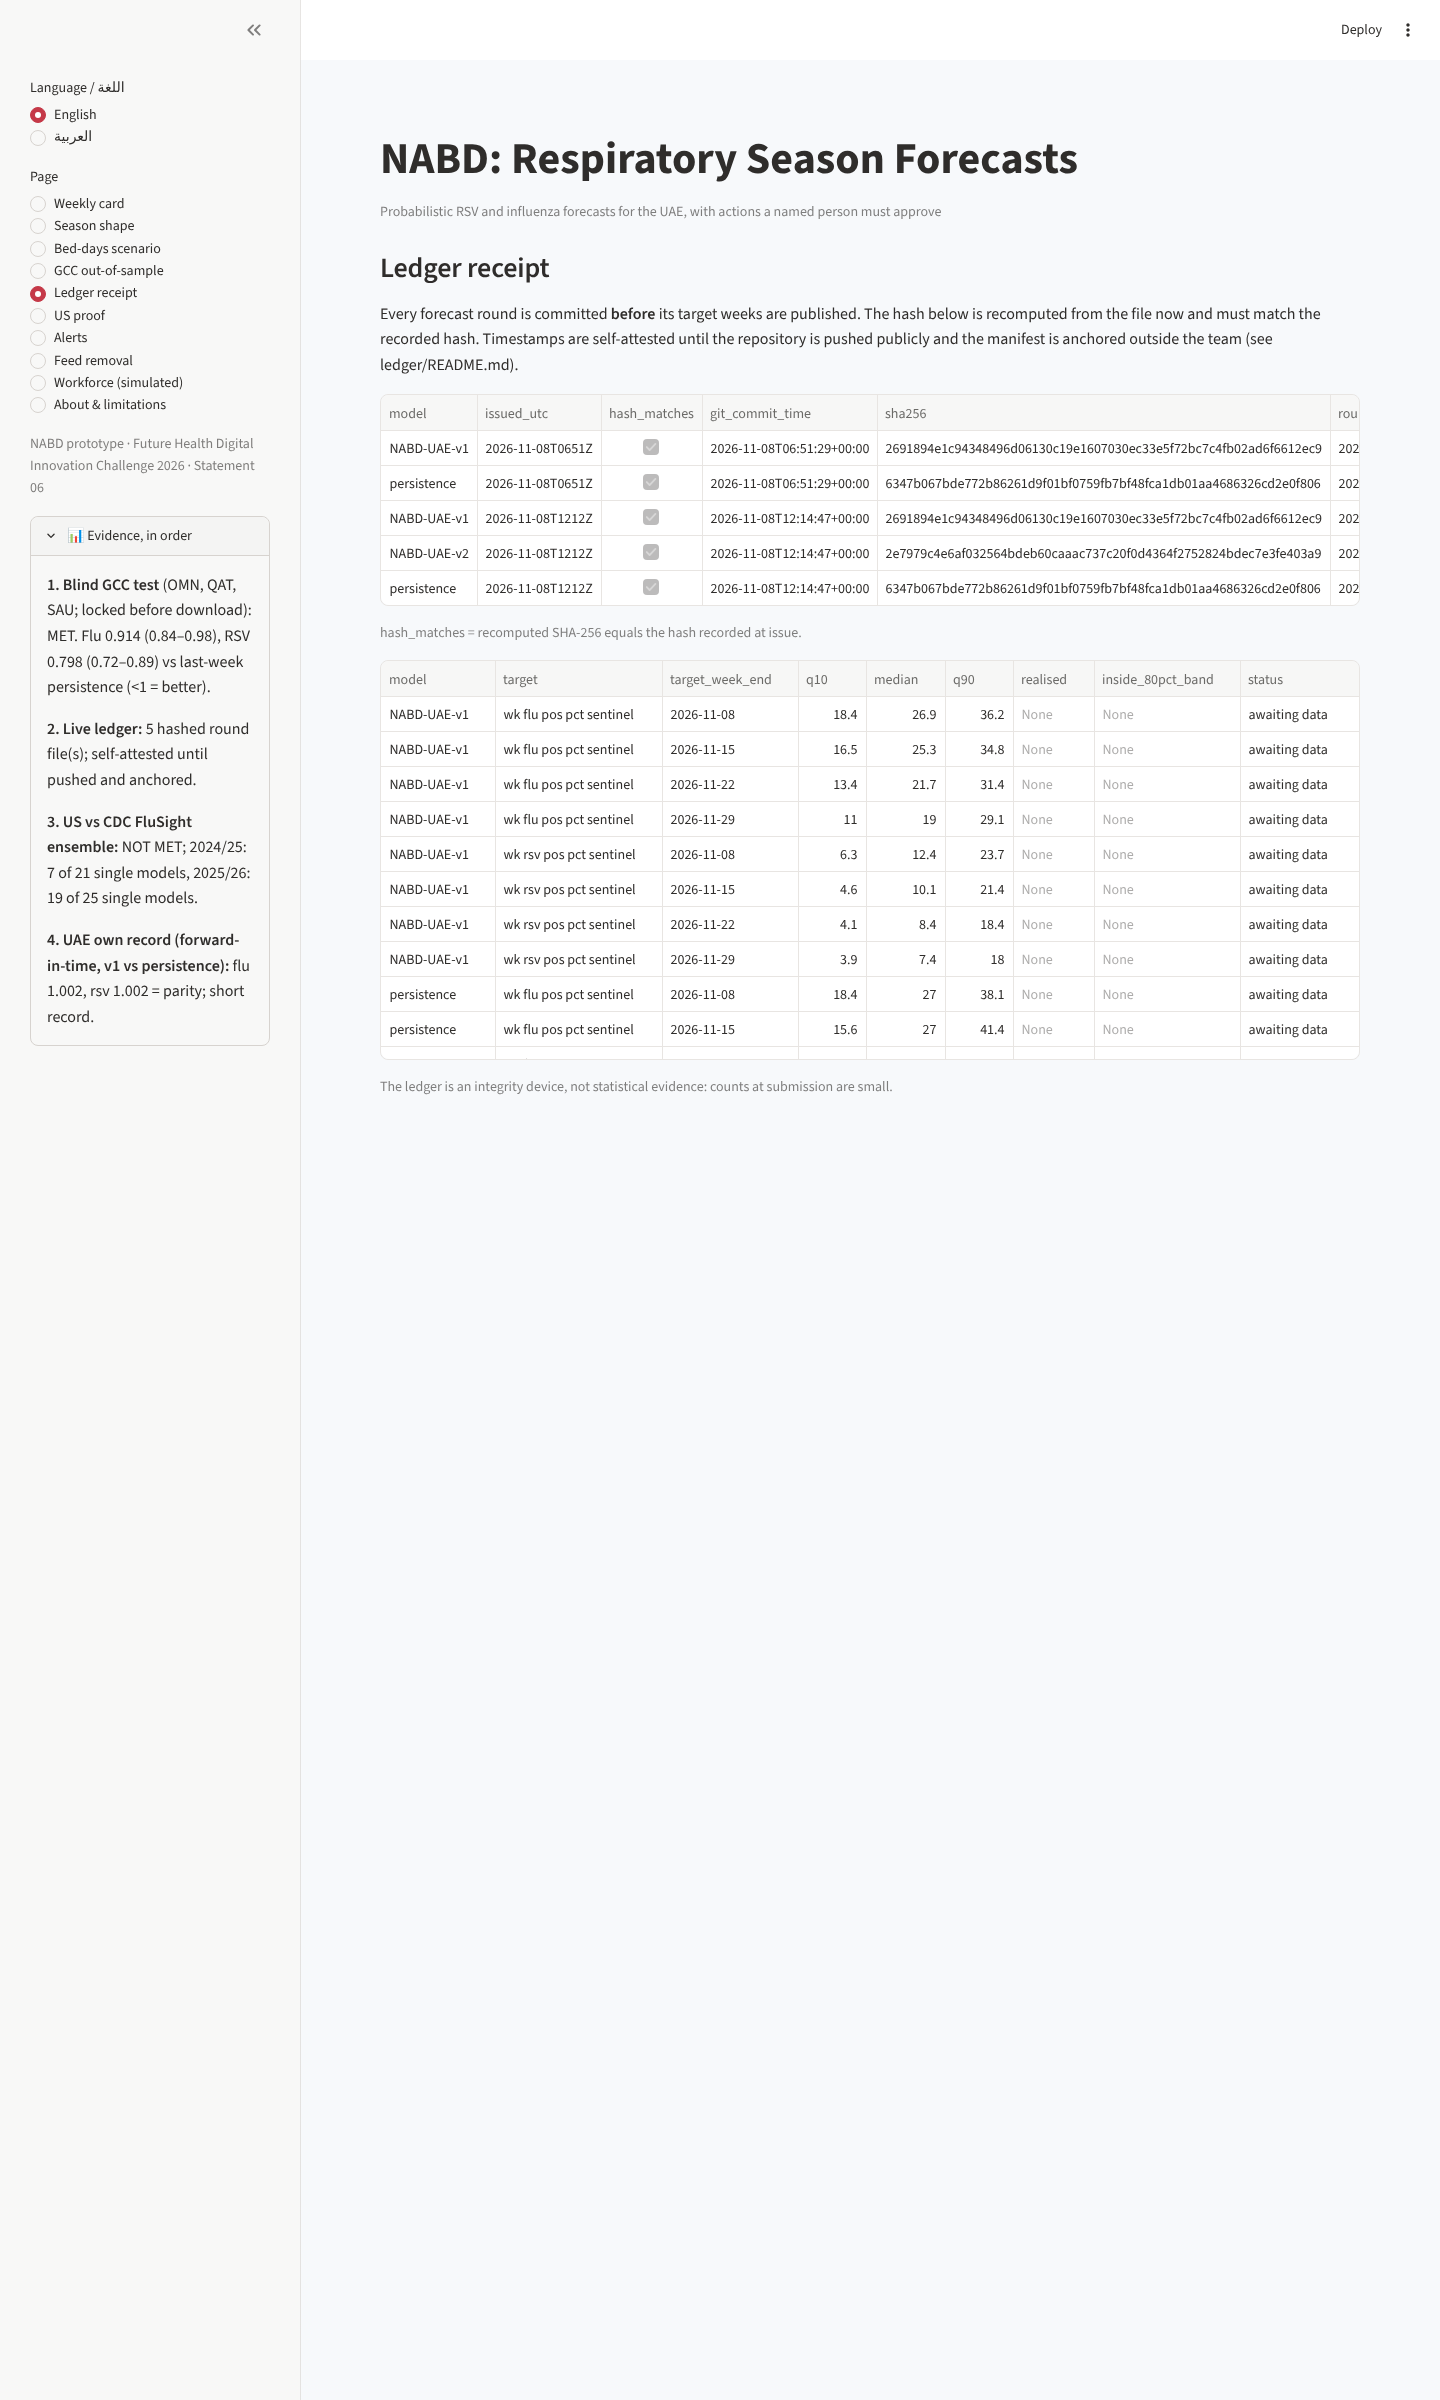 Deploy
Language / اللغة
English
العربية
Page
Weekly card
Season shape
Bed-days scenario
GCC out-of-sample
Ledger receipt
US proof
Alerts
Feed removal
Workforce (simulated)
About & limitations
NABD prototype · Future Health Digital
Innovation Challenge 2026 · Statement
06
📊 Evidence, in order
1. Blind GCC test (OMN, QAT,
SAU; locked before download):
MET. Flu 0.914 (0.84–0.98), RSV
0.798 (0.72–0.89) vs last-week
persistence (<1 = better).
2. Live ledger: 5 hashed round
file(s); self-attested until
pushed and anchored.
3. US vs CDC FluSight
ensemble: NOT MET; 2024/25:
7 of 21 single models, 2025/26:
19 of 25 single models.
4. UAE own record (forward-
in-time, v1 vs persistence): flu
1.002, rsv 1.002 = parity; short
record.
NABD: Respiratory Season Forecasts
Probabilistic RSV and influenza forecasts for the UAE, with actions a named person must approve
Ledger receipt
Every forecast round is committed before its target weeks are published. The hash below is recomputed from the file now and must match the
recorded hash. Timestamps are self-attested until the repository is pushed publicly and the manifest is anchored outside the team (see
ledger/README.md).
model issued_utc hash_matches git_commit_time sha256 rou
NABD-UAE-v1 2026-11-08T0651Z 2026-11-08T06:51:29+00:00 2691894e1c94348496d06130c19e1607030ec33e5f72bc7c4fb02ad6f6612ec9 202
persistence 2026-11-08T0651Z 2026-11-08T06:51:29+00:00 6347b067bde772b86261d9f01bf0759fb7bf48fca1db01aa4686326cd2e0f806 202
NABD-UAE-v1 2026-11-08T1212Z 2026-11-08T12:14:47+00:00 2691894e1c94348496d06130c19e1607030ec33e5f72bc7c4fb02ad6f6612ec9 202
NABD-UAE-v2 2026-11-08T1212Z 2026-11-08T12:14:47+00:00 2e7979c4e6af032564bdeb60caaac737c20f0d4364f2752824bdec7e3fe403a9 202
persistence 2026-11-08T1212Z 2026-11-08T12:14:47+00:00 6347b067bde772b86261d9f01bf0759fb7bf48fca1db01aa4686326cd2e0f806 202
hash_matches = recomputed SHA-256 equals the hash recorded at issue.
model target target_week_end q10 median q90 realised inside_80pct_band status
NABD-UAE-v1 wk flu pos pct sentinel 2026-11-08 18.4 26.9 36.2 None None awaiting data
NABD-UAE-v1 wk flu pos pct sentinel 2026-11-15 16.5 25.3 34.8 None None awaiting data
NABD-UAE-v1 wk flu pos pct sentinel 2026-11-22 13.4 21.7 31.4 None None awaiting data
NABD-UAE-v1 wk flu pos pct sentinel 2026-11-29 11 19 29.1 None None awaiting data
NABD-UAE-v1 wk rsv pos pct sentinel 2026-11-08 6.3 12.4 23.7 None None awaiting data
NABD-UAE-v1 wk rsv pos pct sentinel 2026-11-15 4.6 10.1 21.4 None None awaiting data
NABD-UAE-v1 wk rsv pos pct sentinel 2026-11-22 4.1 8.4 18.4 None None awaiting data
NABD-UAE-v1 wk rsv pos pct sentinel 2026-11-29 3.9 7.4 18 None None awaiting data
persistence wk flu pos pct sentinel 2026-11-08 18.4 27 38.1 None None awaiting data
persistence wk flu pos pct sentinel 2026-11-15 15.6 27 41.4 None None awaiting data
The ledger is an integrity device, not statistical evidence: counts at submission are small.